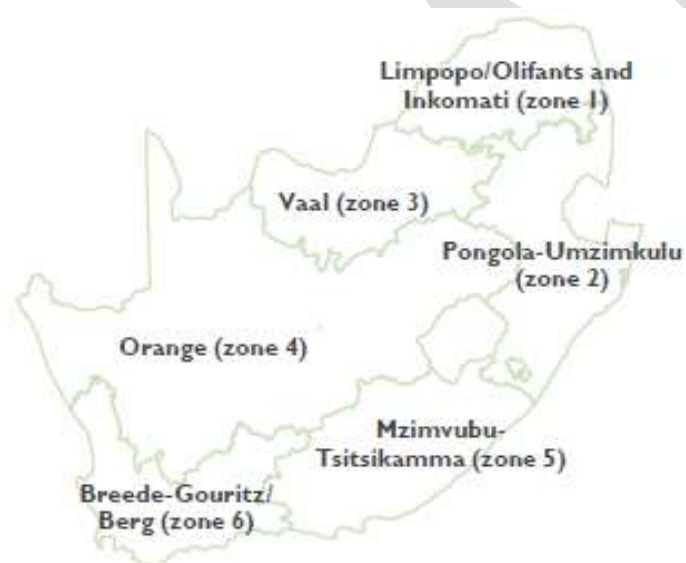 Limpopo/Olifants and
Inkomati (zone 1)
Vaal (zone 3)
Pongola-Umzimkulu
(zone 2)
Orange (zone 4)
Mzimvubu-
Tsitsikamma (zone 5)
Breede-Gouritz/
Berg (zone 6)